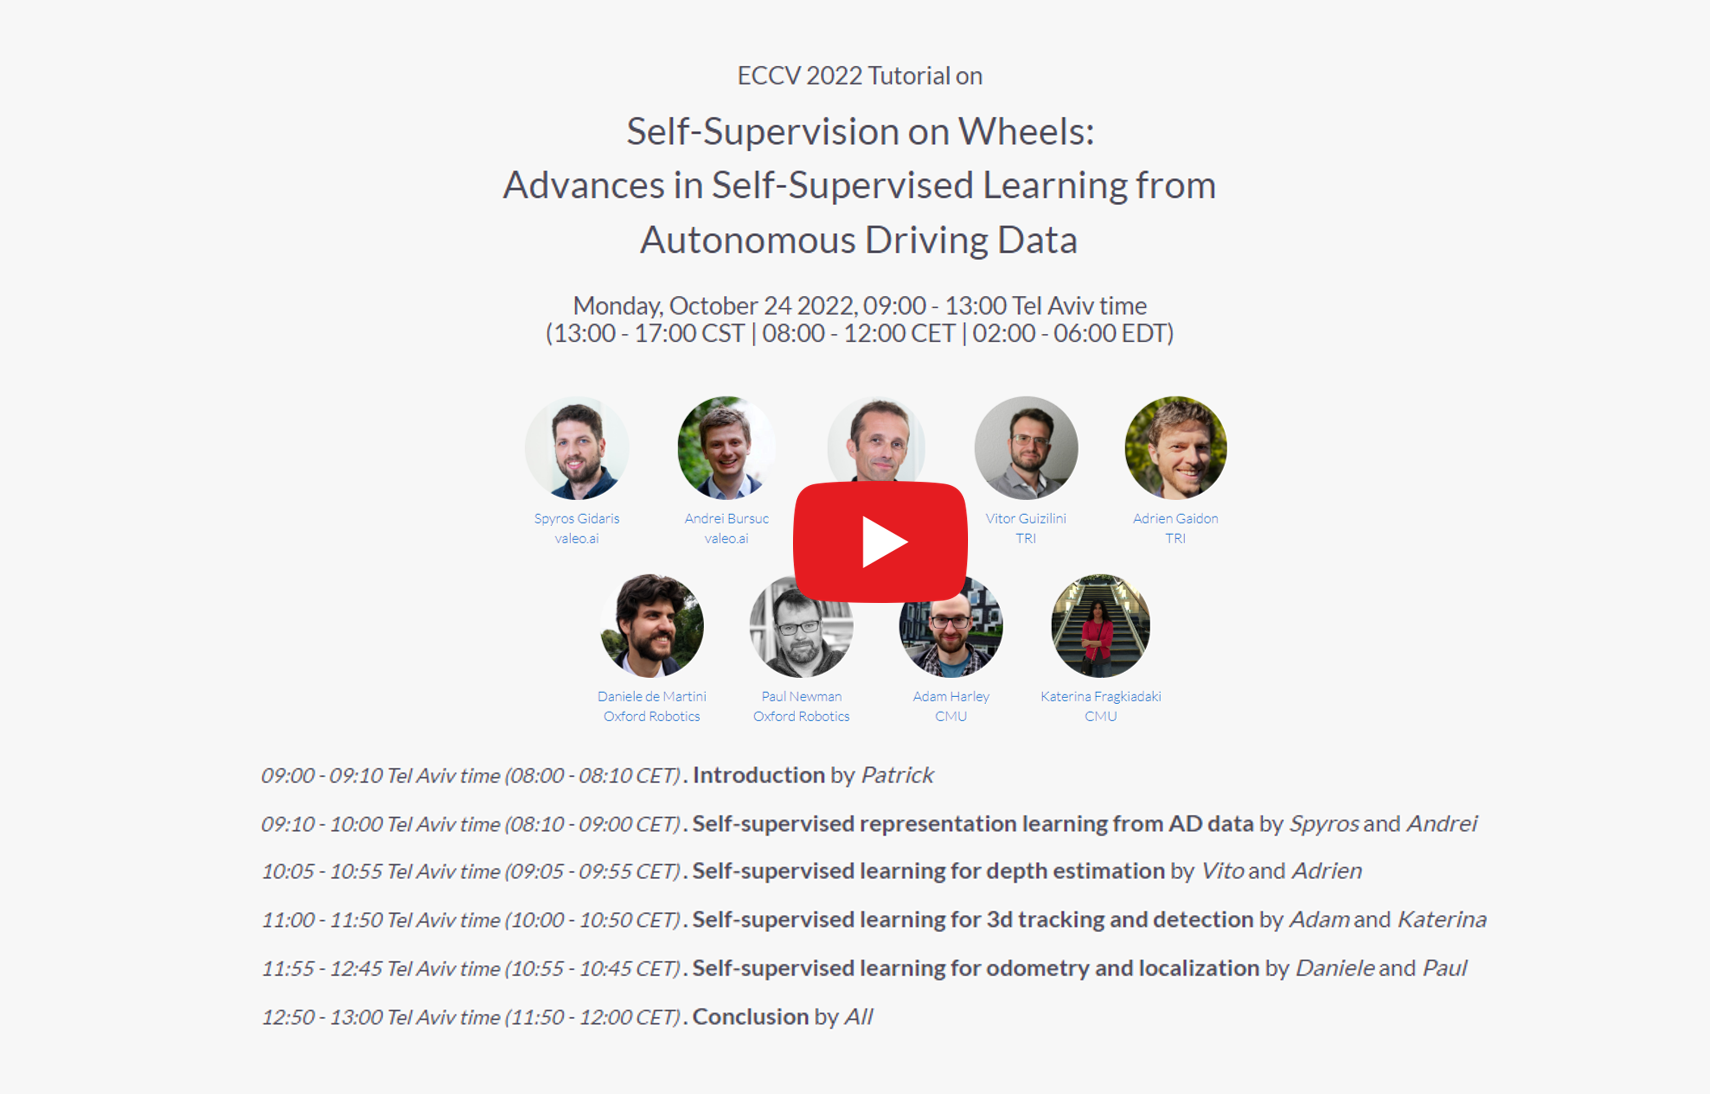 ECCV 2022 Tutorial on
Self-Supervision on Wheels:
Advances in Self-Supervised Learning from
Autonomous Driving Data
Monday, October 24 2022, 09:00 - 13:00 Tel Aviv time
(13:00 - 17:00 CST | 08:00 - 12:00 CET | 02:00 - 06:00 EDT)
Spyros Gidaris
valeo.ai
Andrei Bursuc
valeo.ai
Vitor Guizilini
TRI
Adrien Gaidon
TRI
Daniele de Martini
Oxford Robotics
Paul Newman
Oxford Robotics
Adam Harley
CMU
Katerina Fragkiadaki
CMU
09:00 - 09:10 Tel Aviv time (08:00 - 08:10 CET) . Introduction by Patrick
09:10 - 10:00 Tel Aviv time (08:10 - 09:00 CET) . Self-supervised representation learning from AD data by Spyros and Andrei
10:05 - 10:55 Tel Aviv time (09:05 - 09:55 CET) . Self-supervised learning for depth estimation by Vito and Adrien
11:00 - 11:50 Tel Aviv time (10:00 - 10:50 CET) . Self-supervised learning for 3d tracking and detection by Adam and Katerina
11:55 - 12:45 Tel Aviv time (10:55 - 10:45 CET) . Self-supervised learning for odometry and localization by Daniele and Paul
12:50 - 13:00 Tel Aviv time (11:50 - 12:00 CET) . Conclusion by All